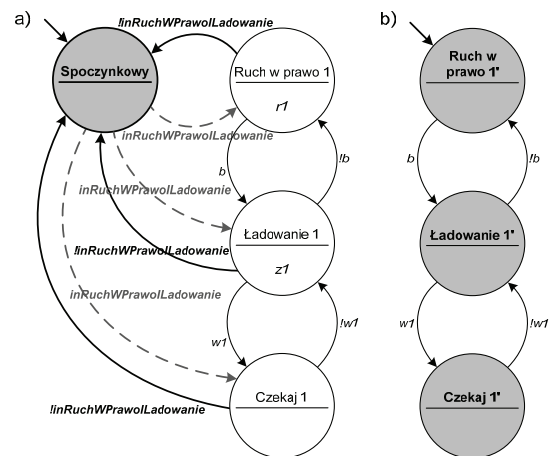 a)
b)
!inRuchWPrawoILadowanie
Spoczynkowy
Ruch w prawo 1
r1
inRuchWPrawoILadowanie
b
!b
inRuchWPrawoILadowanie
Ładowanie 1
z1
!inRuchWPrawoILadowanie
inRuchWPrawoILadowanie
w1
!w1
Czekaj 1
!inRuchWPrawoILadowanie
Ruch w
prawo 1'
b
!b
Ładowanie 1'
w1
!w1
Czekaj 1'